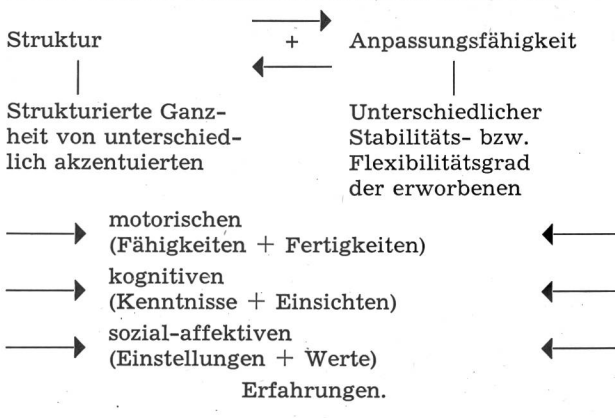 Struktur + Anpassungsfähigkeit
Strukturierte Ganz-
heit von unterschied-
lich akzentuierten
Unterschiedlicher
Stabilitäts- bzw.
Flexibilitätsgrad
der erworbenen
motorischen
(Fähigkeiten + Fertigkeiten)
kognitiven
(Kenntnisse + Einsichten)
sozial-affektiven
(Einstellungen + Werte)
Erfahrungen.